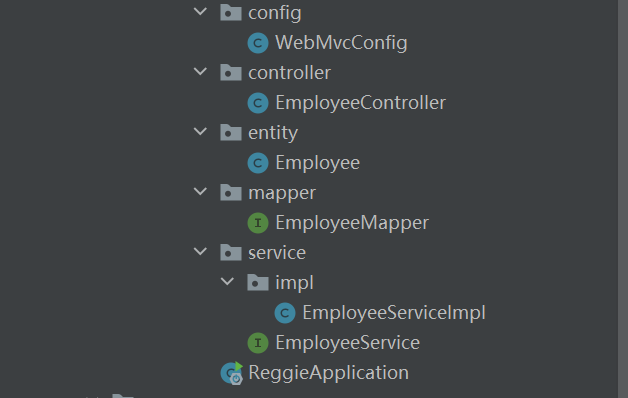 config
WebMvcConfig
controller
EmployeeController
entity
Employee
mapper
EmployeeMapper
service
impl
EmployeeServiceImpl
EmployeeService
ReggieApplication